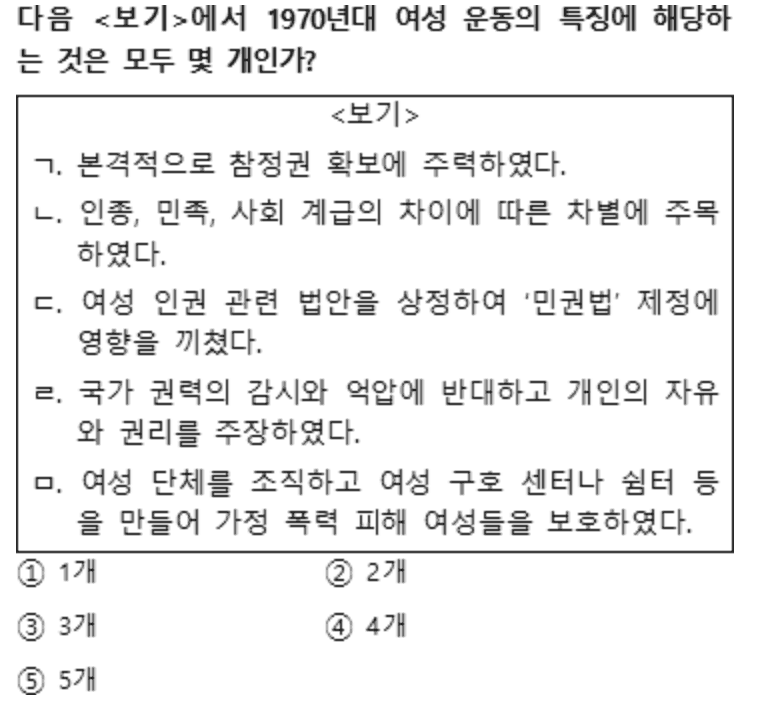 다음 <보기>에서 1970년대 여성 운동의 특징에 해당하
는 것은 모두 몇 개인가?
<보기>
ㄱ. 본격적으로 참정권 확보에 주력하였다.
ㄴ. 인종, 민족, 사회 계급의 차이에 따른 차별에 주목
하였다.
ㄷ. 여성 인권 관련 법안을 상정하여 '민권법' 제정에
영향을 끼쳤다.
ㄹ. 국가 권력의 감시와 억압에 반대하고 개인의 자유
와 권리를 주장하였다.
ㅁ. 여성 단체를 조직하고 여성 구호 센터나 쉼터 등
을 만들어 가정 폭력 피해 여성들을 보호하였다.
① 1개 ② 2개
③ 3개 ④ 4개
⑤ 5개